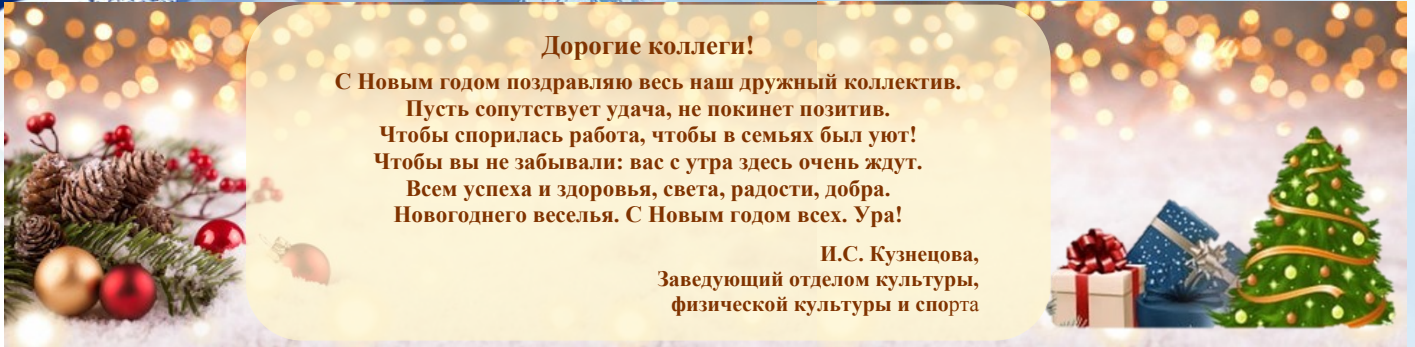 Дорогие коллеги!
С Новым годом поздравляю весь наш дружный коллектив.
Пусть сопутствует удача, не покинет позитив.
Чтобы спорилась работа, чтобы в семьях был уют!
Чтобы вы не забывали: вас с утра здесь очень ждут.
Всем успеха и здоровья, света, радости, добра.
Новогоднего веселья. С Новым годом всех. Ура!
И.С. Кузнецова,
Заведующий отделом культуры,
физической культуры и спорта